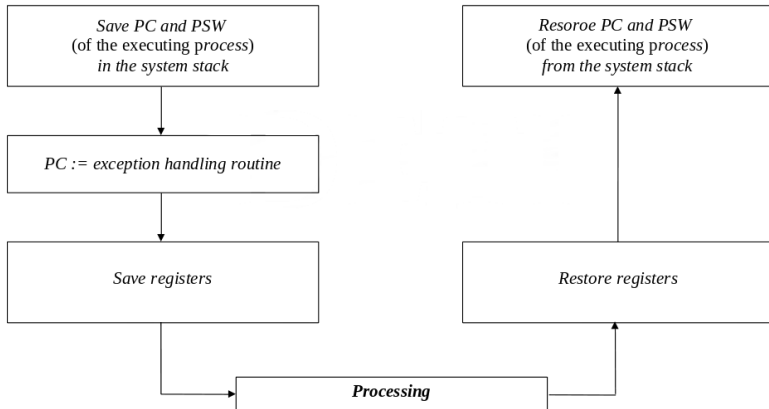 Save PC and PSW
(of the executing process)
in the system stack
PC := exception handling routine
Save registers
Processing
Restore registers
Resoroe PC and PSW
(of the executing process)
from the system stack